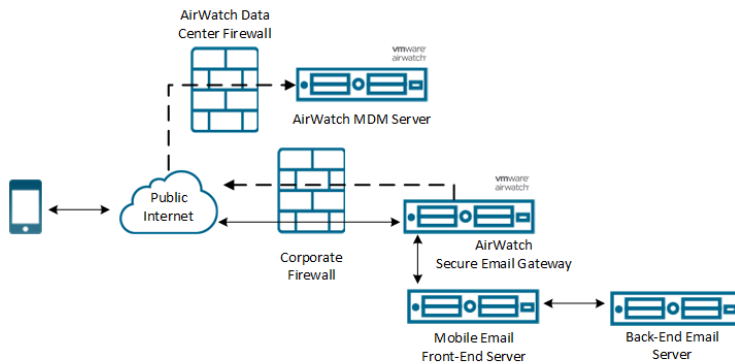 AirWatch Data
Center Firewall
vmware
airwatch
AirWatch MDM Server
vmware
airwatch
Public
Internet
AirWatch
Secure Email Gateway
Corporate
Firewall
Mobile Email
Front-End Server
Back-End Email
Server